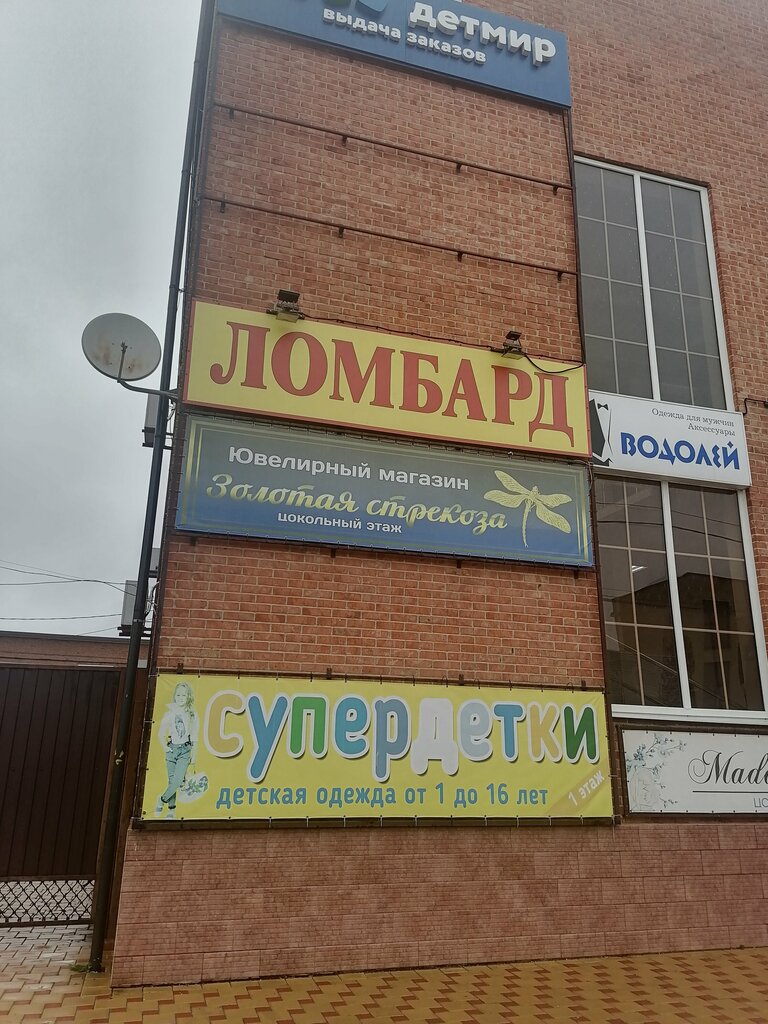 детмир
выдача заказов
ЛОМБАРД
Одежда для мужчин
Аксессуары
ВОДОЛЕЙ
Ювелирный магазин
Золотая стрекоза
цокольный этаж
супердетки
детская одежда от 1 до 16 лет
1 этаж